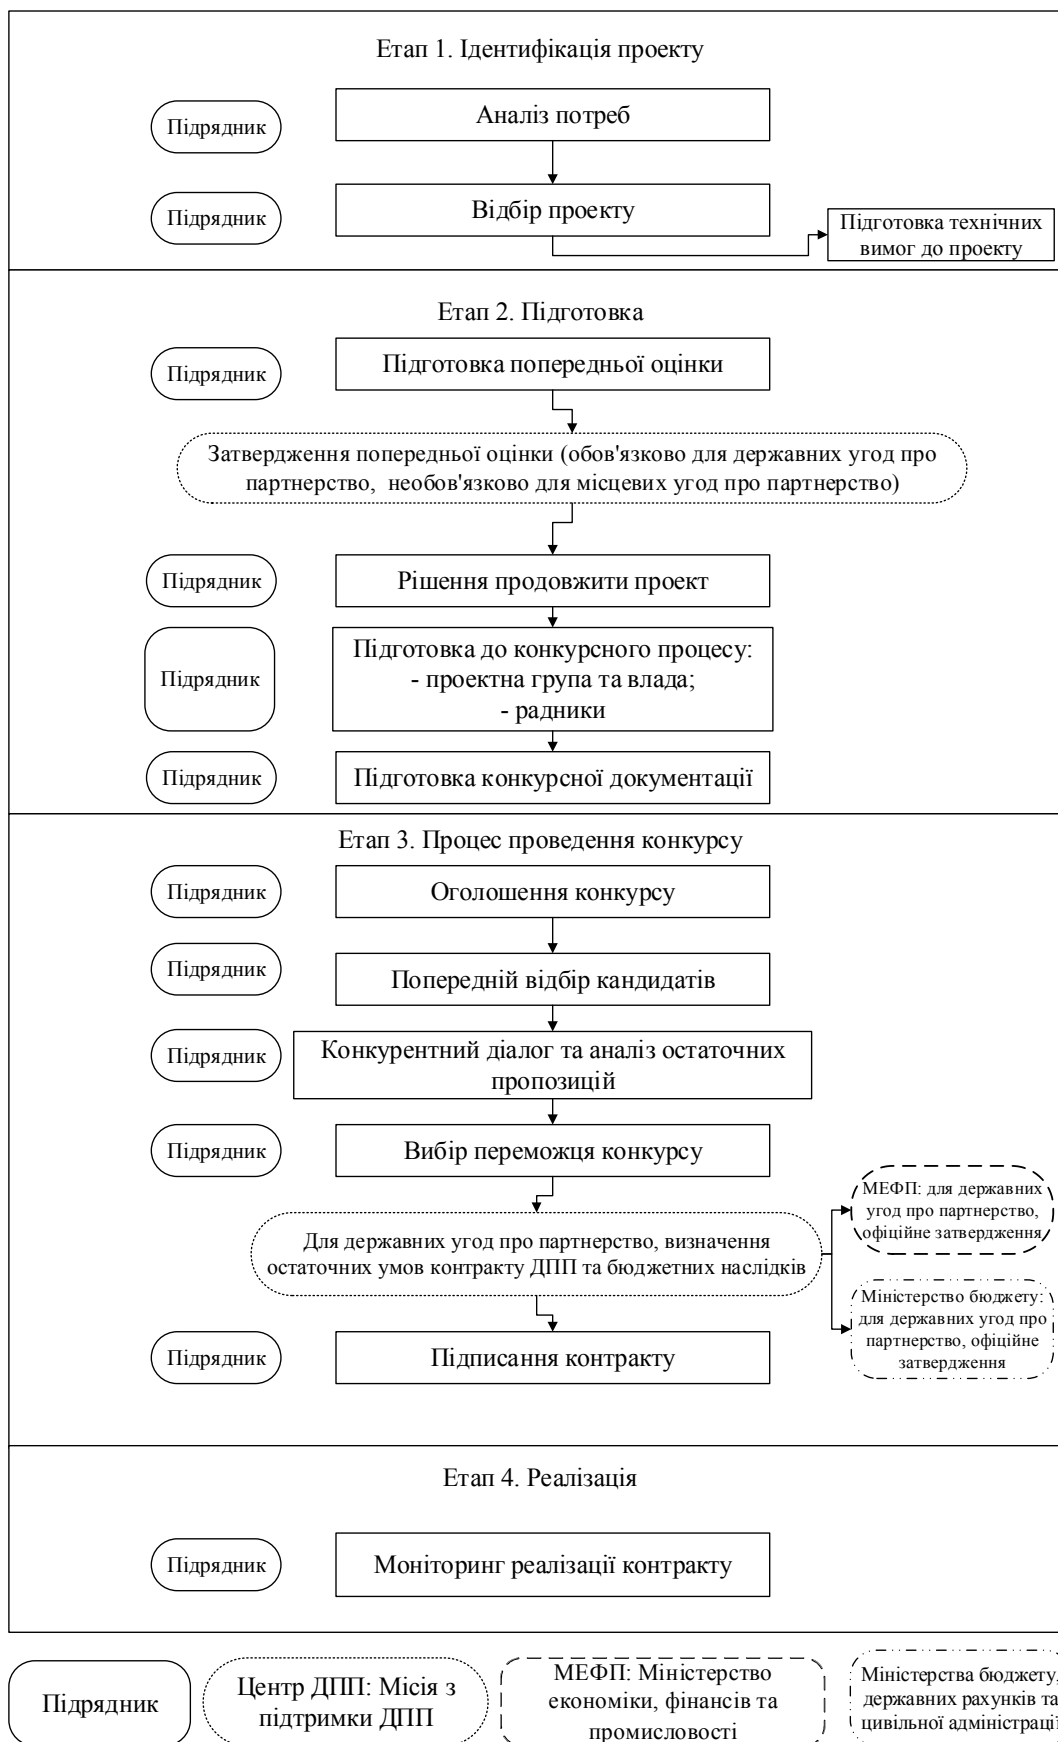 Етап 1. Ідентифікація проекту
Підрядник
Аналіз потреб
Підрядник
Відбір проекту
Підготовка технічних
вимог до проекту
Етап 2. Підготовка
Підрядник
Підготовка попередньої оцінки
Затвердження попередньої оцінки (обов'язково для державних угод про
партнерство, необов'язково для місцевих угод про партнерство)
Підрядник
Рішення продовжити проект
Підрядник
Підготовка до конкурсного процесу:
- проектна група та влада;
- радники
Підрядник
Підготовка конкурсної документації
Етап 3. Процес проведення конкурсу
Підрядник
Оголошення конкурсу
Підрядник
Попередній відбір кандидатів
Підрядник
Конкурентний діалог та аналіз остаточних
пропозицій
Підрядник
Вибір переможця конкурсу
МЕФП: для державних
угод про партнерство,
офіційне затвердження
Для державних угод про партнерство, визначення
остаточних умов контракту ДПП та бюджетних наслідків
Міністерство бюджету:
для державних угод про
партнерство, офіційне
затвердження
Підрядник
Підписання контракту
Етап 4. Реалізація
Підрядник
Моніторинг реалізації контракту
Підрядник
Центр ДПП: Місія з
підтримки ДПП
МЕФП: Міністерство
економіки, фінансів та
промисловості
Міністерства бюджету,
державних рахунків та
цивільної адміністрації